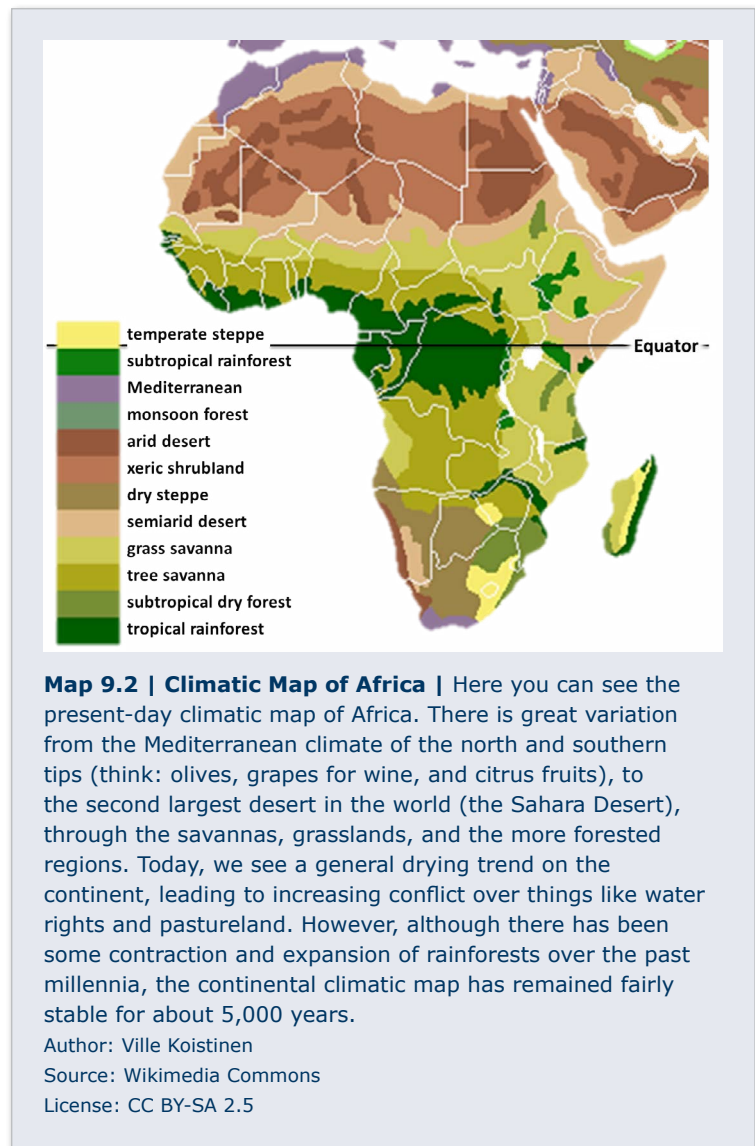 temperate steppe
subtropical rainforest
Equator
Mediterranean
monsoon forest
arid desert
xeric shrubland
dry steppe
semiarid desert
grass savanna
tree savanna
subtropical dry forest
tropical rainforest
Map 9.2 | Climatic Map of Africa | Here you can see the
present-day climatic map of Africa. There is great variation
from the Mediterranean climate of the north and southern
tips (think: olives, grapes for wine, and citrus fruits), to
the second largest desert in the world (the Sahara Desert),
through the savannas, grasslands, and the more forested
regions. Today, we see a general drying trend on the
continent, leading to increasing conflict over things like water
rights and pastureland. However, although there has been
some contraction and expansion of rainforests over the past
millennia, the continental climatic map has remained fairly
stable for about 5,000 years.
Author: Ville Koistinen
Source: Wikimedia Commons
License: CC BY-SA 2.5